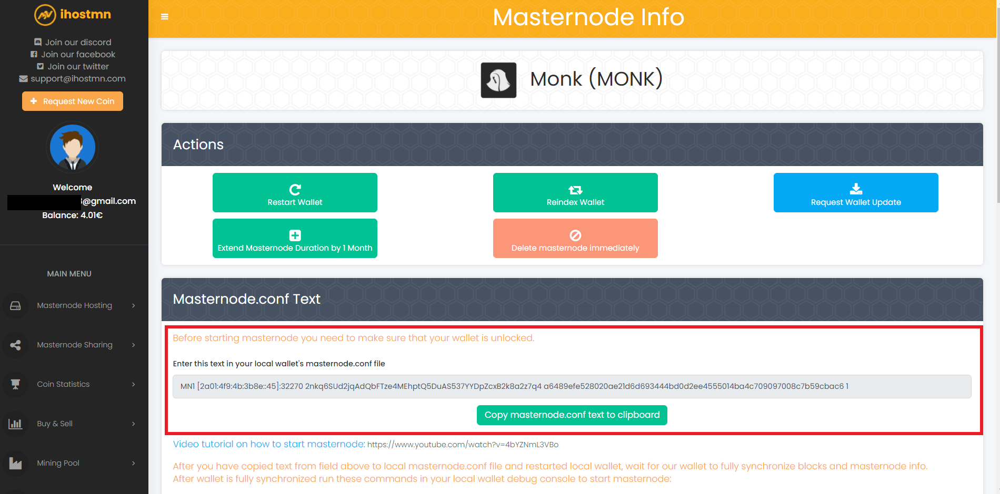 ihostmn
Join our discord
Join our facebook
Join our twitter
support@ihostmn.com
Request New Coin
Welcome
@gmail.com
Balance: 4.01€
MAIN MENU
Masternode Hosting
Masternode Sharing
Coin Statistics
Buy & Sell
Mining Pool
Masternode Info
Monk (MONK)
Actions
Restart Wallet
Reindex Wallet
Request Wallet Update
Extend Masternode Duration by 1 Month
Delete masternode immediately
Masternode.conf Text
Before starting masternode you need to make sure that your wallet is unlocked.
Enter this text in your local wallet's masternode.conf file
MN1 [2a01:4f9:4b:3b8e::45]:32270 2nkq6SUd2jqAdQbFTze4MEhptQ5DuAS537YYDpZcxB2k8a2z7q4 a6489efe528020ae21d6d693444bd0d2ee4555014ba4c709097008c7b59cbac6 1
Copy masternode.conf text to clipboard
Video tutorial on how to start masternode: https://www.youtube.com/watch?v=4bYZNmL3VBo
After you have copied text from field above to local masternode.conf file and restarted local wallet, wait for our wallet to fully synchronize blocks and masternode info.
After wallet is fully synchronized run these commands in your local wallet debug console to start masternode: